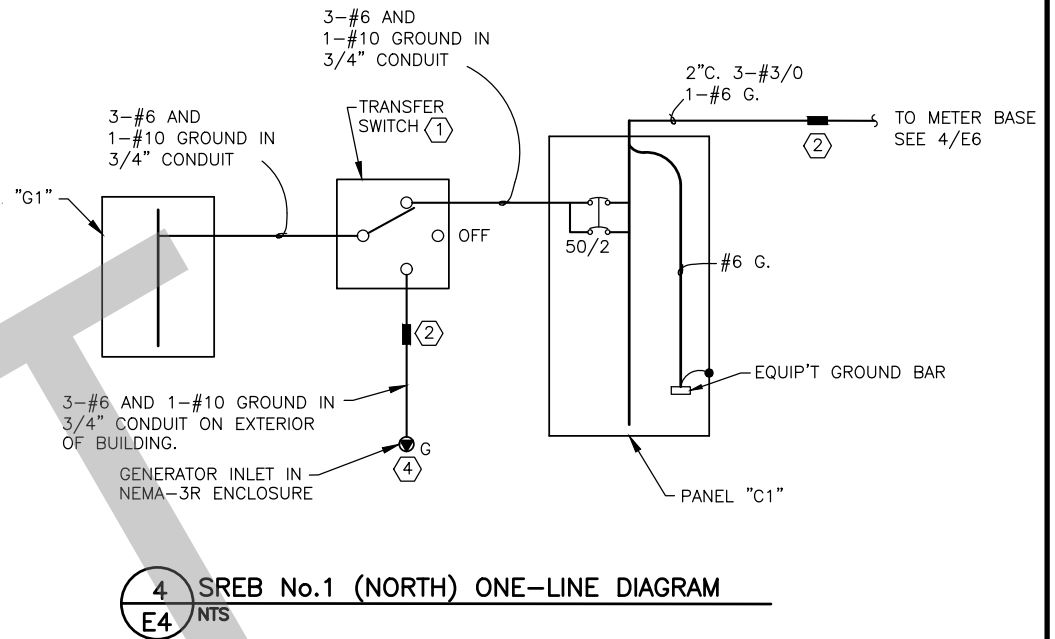 3-#6 AND
1-#10 GROUND IN
3/4" CONDUIT
2"C. 3-#3/0
1-#6 G.
TO METER BASE
SEE 4/E6
2
TRANSFER
SWITCH 1
3-#6 AND
1-#10 GROUND IN
3/4" CONDUIT
"G1"
OFF
50/2
#6 G.
2
EQUIP'T GROUND BAR
3-#6 AND 1-#10 GROUND IN
3/4" CONDUIT ON EXTERIOR
OF BUILDING.
G
4
GENERATOR INLET IN
NEMA-3R ENCLOSURE
PANEL "C1"
4
E4
SREB No.1 (NORTH) ONE-LINE DIAGRAM
NTS